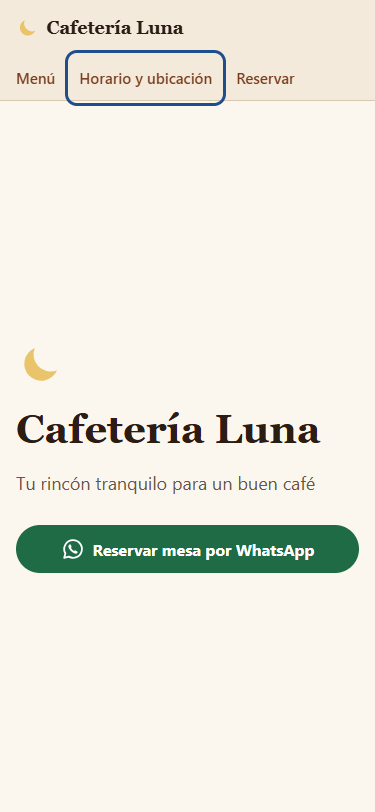 Cafetería Luna
Menú Horario y ubicación Reservar
Cafetería Luna
Tu rincón tranquilo para un buen café
Reservar mesa por WhatsApp